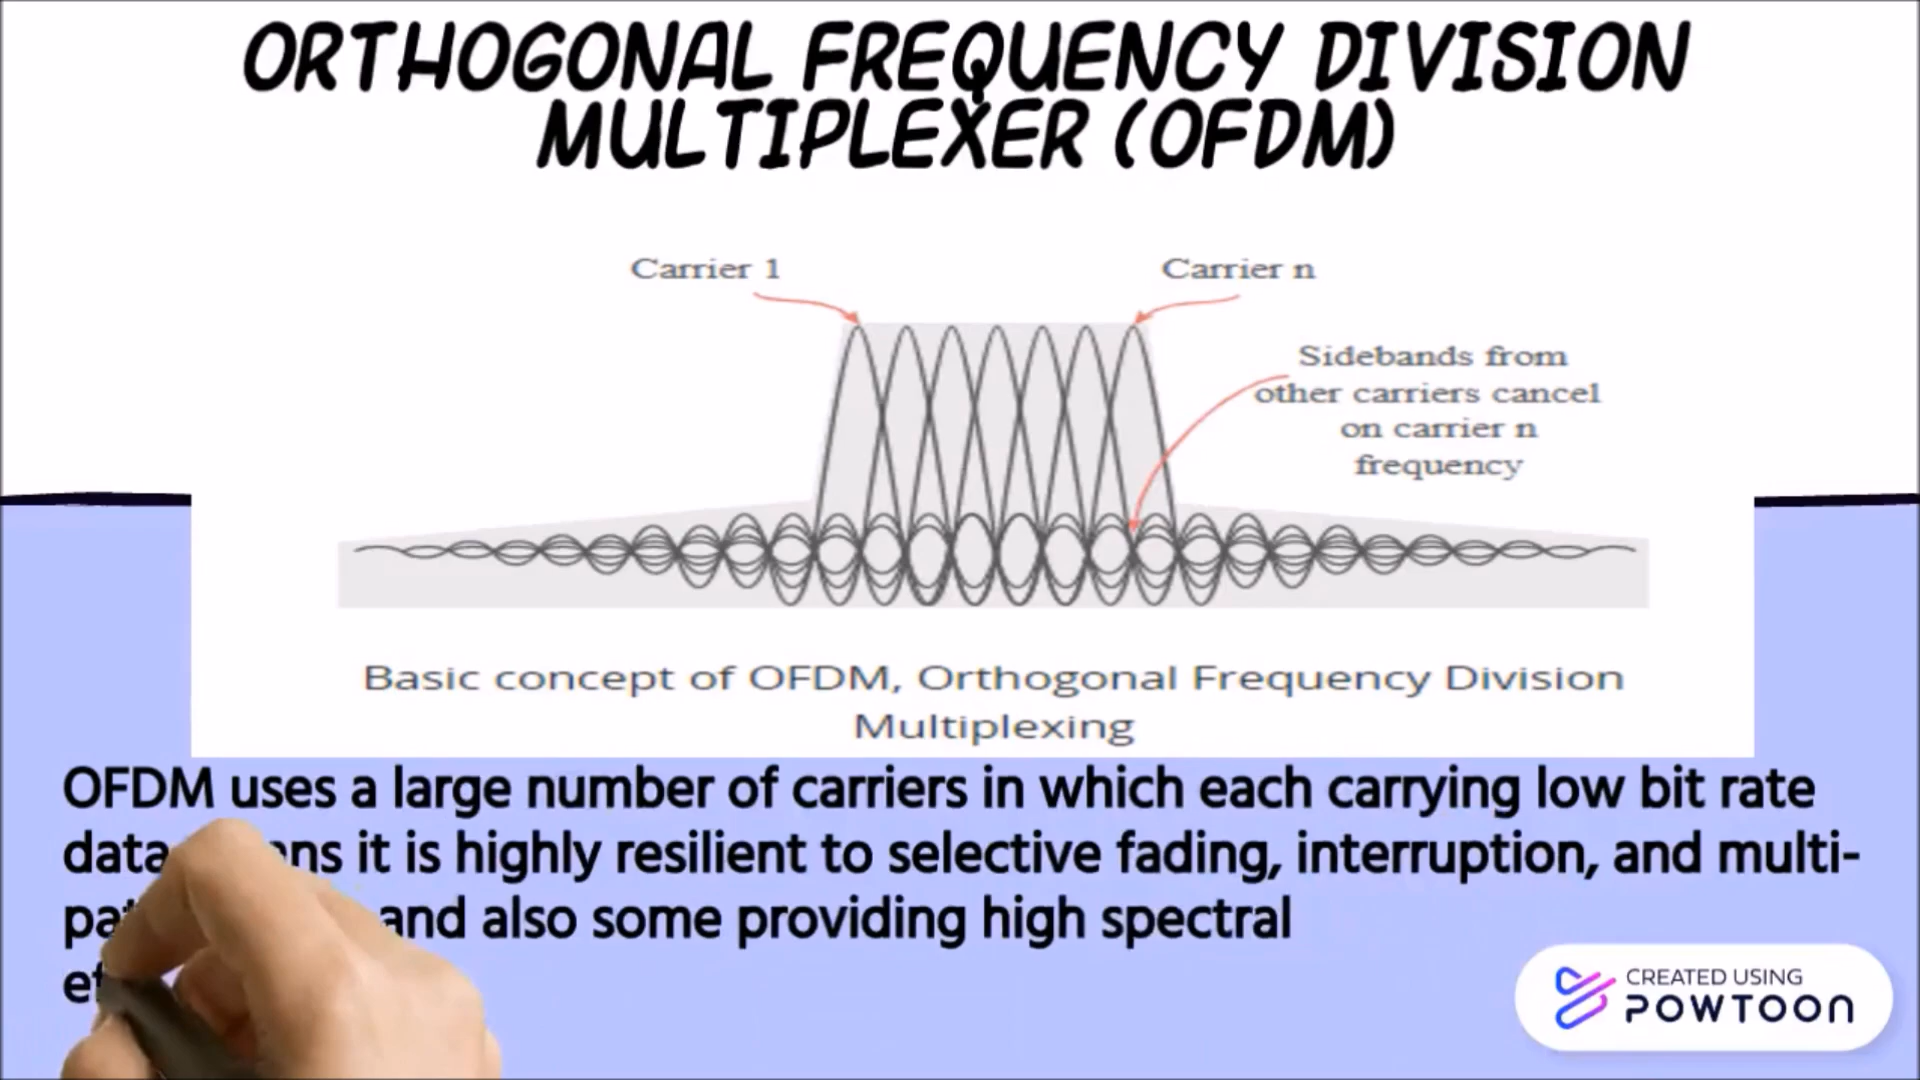 ORTHOGONAL FREQUENCY DIVISION
MULTIPLEXER (OFDM)
Carrier 1
Carrier n
Sidebands from
other carriers cancel
on carrier n
frequency
Basic concept of OFDM, Orthogonal Frequency Division
Multiplexing
OFDM uses a large number of carriers in which each carrying low bit rate
data it is highly resilient to selective fading, interruption, and multi-
and also some providing high spectral
CREATED USING
POWTOON